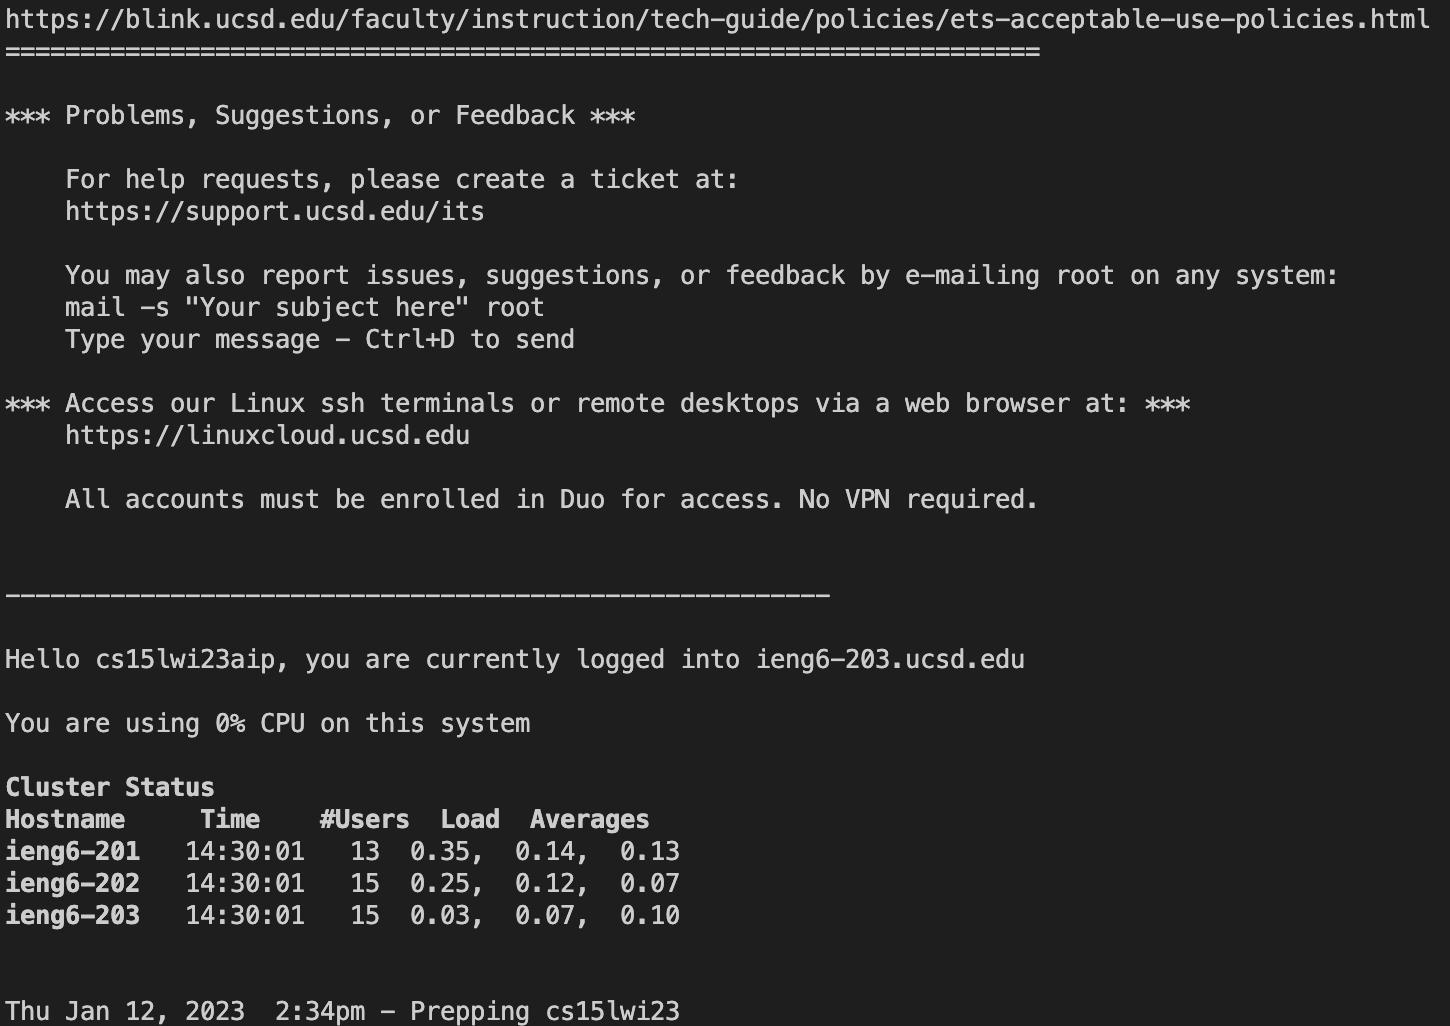 https://blink.ucsd.edu/faculty/instruction/tech-guide/policies/ets-acceptable-use-policies.html
=====================================================================
*** Problems, Suggestions, or Feedback ***
For help requests, please create a ticket at:
https://support.ucsd.edu/its
You may also report issues, suggestions, or feedback by e-mailing root on any system:
mail -s "Your subject here" root
Type your message - Ctrl+D to send
*** Access our Linux ssh terminals or remote desktops via a web browser at: ***
https://linuxcloud.ucsd.edu
All accounts must be enrolled in Duo for access. No VPN required.
-------------------------------------------------------
Hello cs15lwi23aip, you are currently logged into ieng6-203.ucsd.edu
You are using 0% CPU on this system
Cluster Status
Hostname     Time    #Users  Load  Averages
ieng6-201   14:30:01   13  0.35,  0.14,  0.13
ieng6-202   14:30:01   15  0.25,  0.12,  0.07
ieng6-203   14:30:01   15  0.03,  0.07,  0.10
Thu Jan 12, 2023  2:34pm - Prepping cs15lwi23